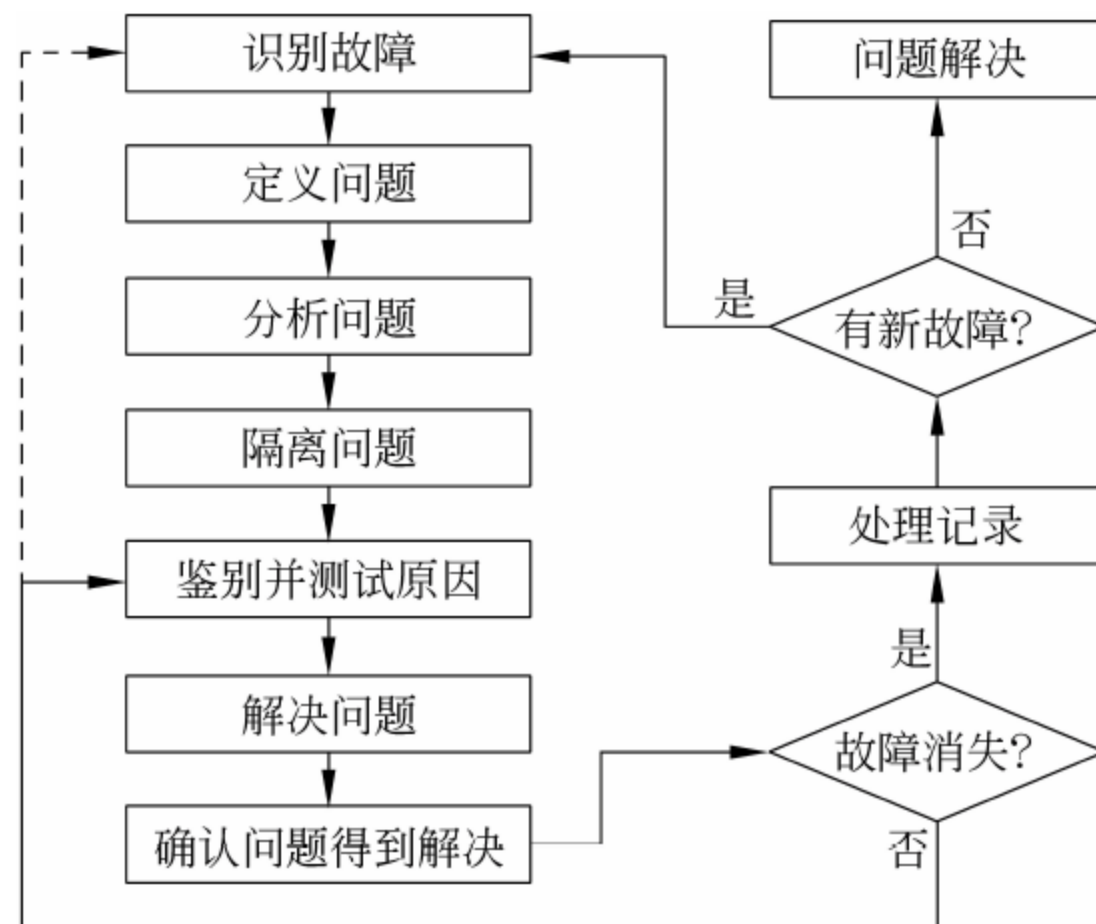 识别故障
定义问题
分析问题
隔离问题
鉴别并测试原因
解决问题
确认问题得到解决
故障消失?
是
否
处理记录
有新故障?
是
否
问题解决